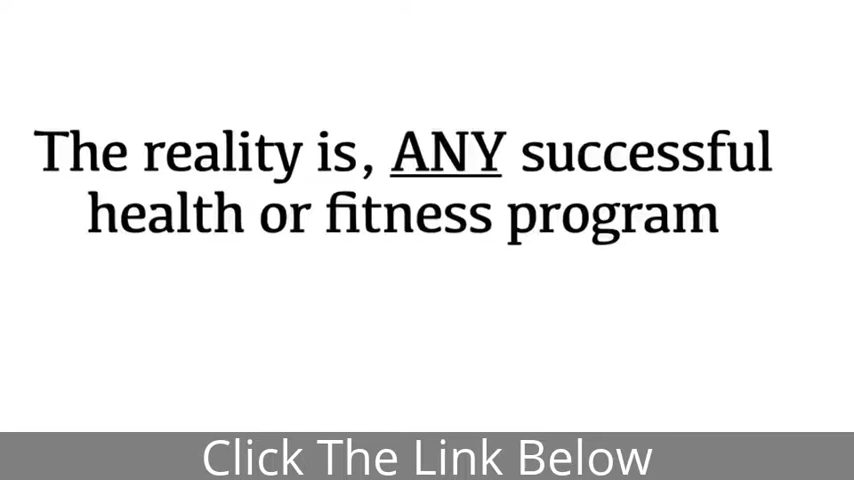 The reality is, ANY successful
health or fitness program
Click The Link Below